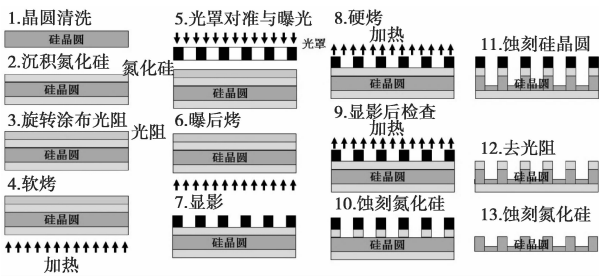 1.晶圆清洗
硅晶圆
2.沉积氮化硅
氮化硅
硅晶圆
3.旋转涂布光阻
光阻
硅晶圆
4.软烤
硅晶圆
加热
5.光罩对准与曝光
光罩
硅晶圆
6.曝后烤
硅晶圆
7.显影
硅晶圆
8.硬烤
加热
硅晶圆
9.显影后检查
加热
硅晶圆
10.蚀刻氮化硅
硅晶圆
11.蚀刻硅晶圆
硅晶圆
12.去光阻
硅晶圆
13.蚀刻氮化硅
硅晶圆